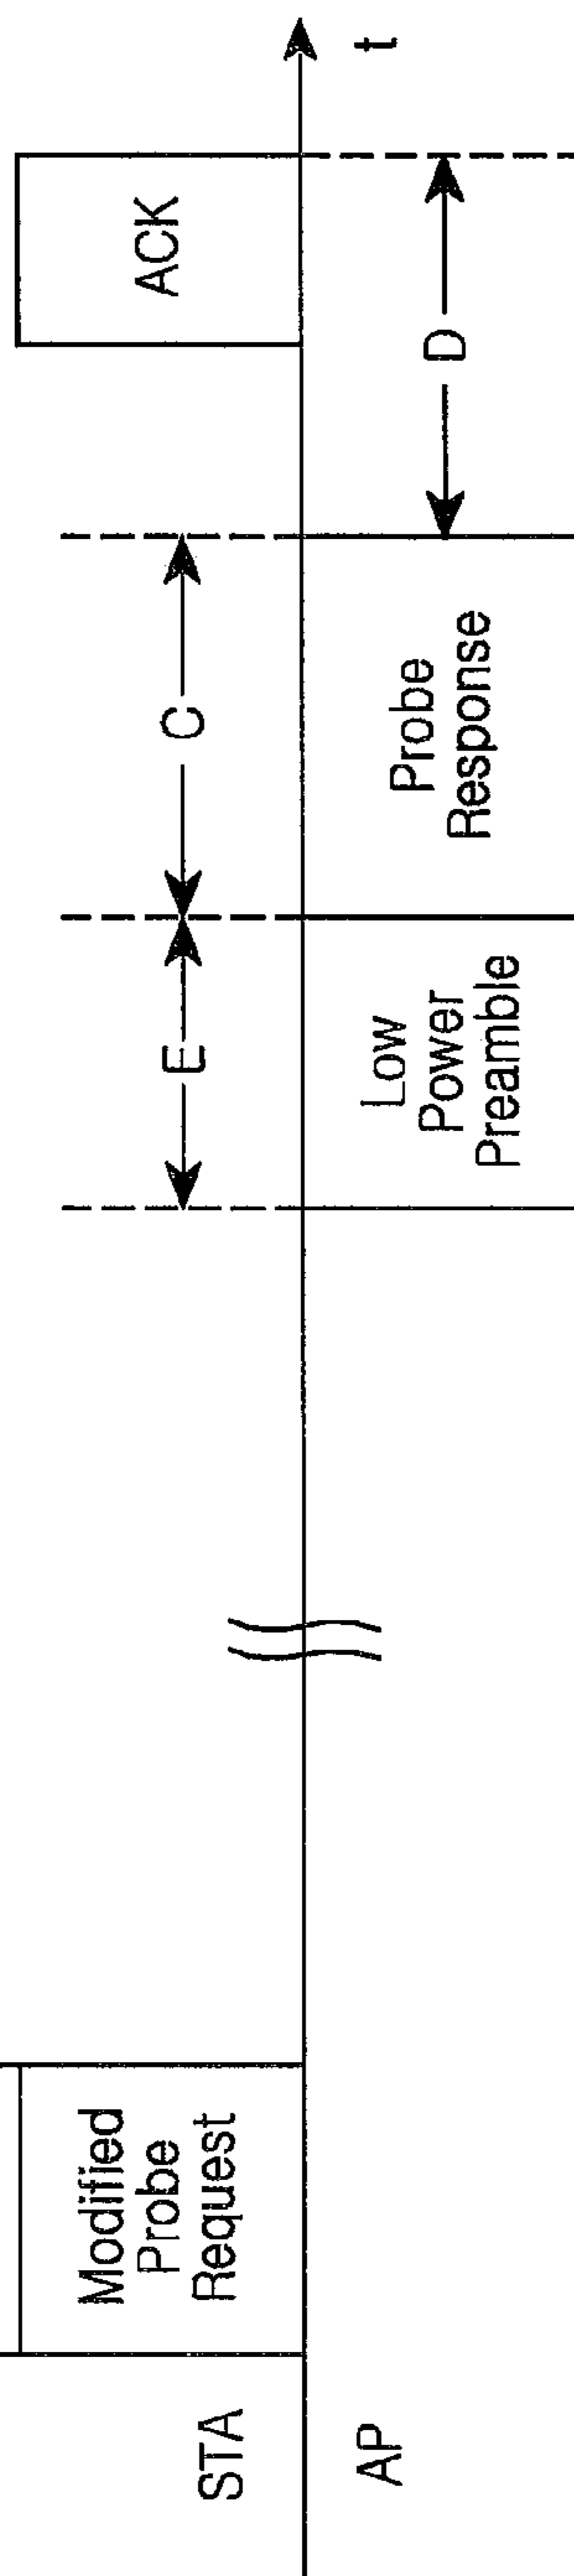 STA
AP
Modified
Probe
Request
E
Low
Power
Preamble
C
Probe
Response
D
ACK
t